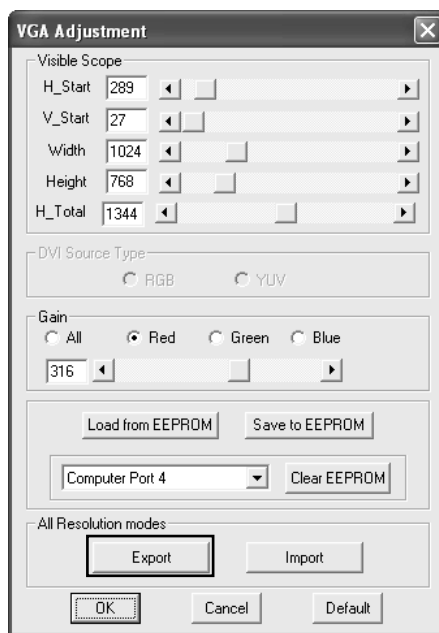 VGA Adjustment
Visible Scope
H_Start 289
V_Start 27
Width 1024
Height 768
H_Total 1344
DVI Source Type
RGB YUV
Gain
All Red Green Blue
316
Load from EEPROM Save to EEPROM
Computer Port 4 Clear EEPROM
All Resolution modes
Export Import
OK Cancel Default